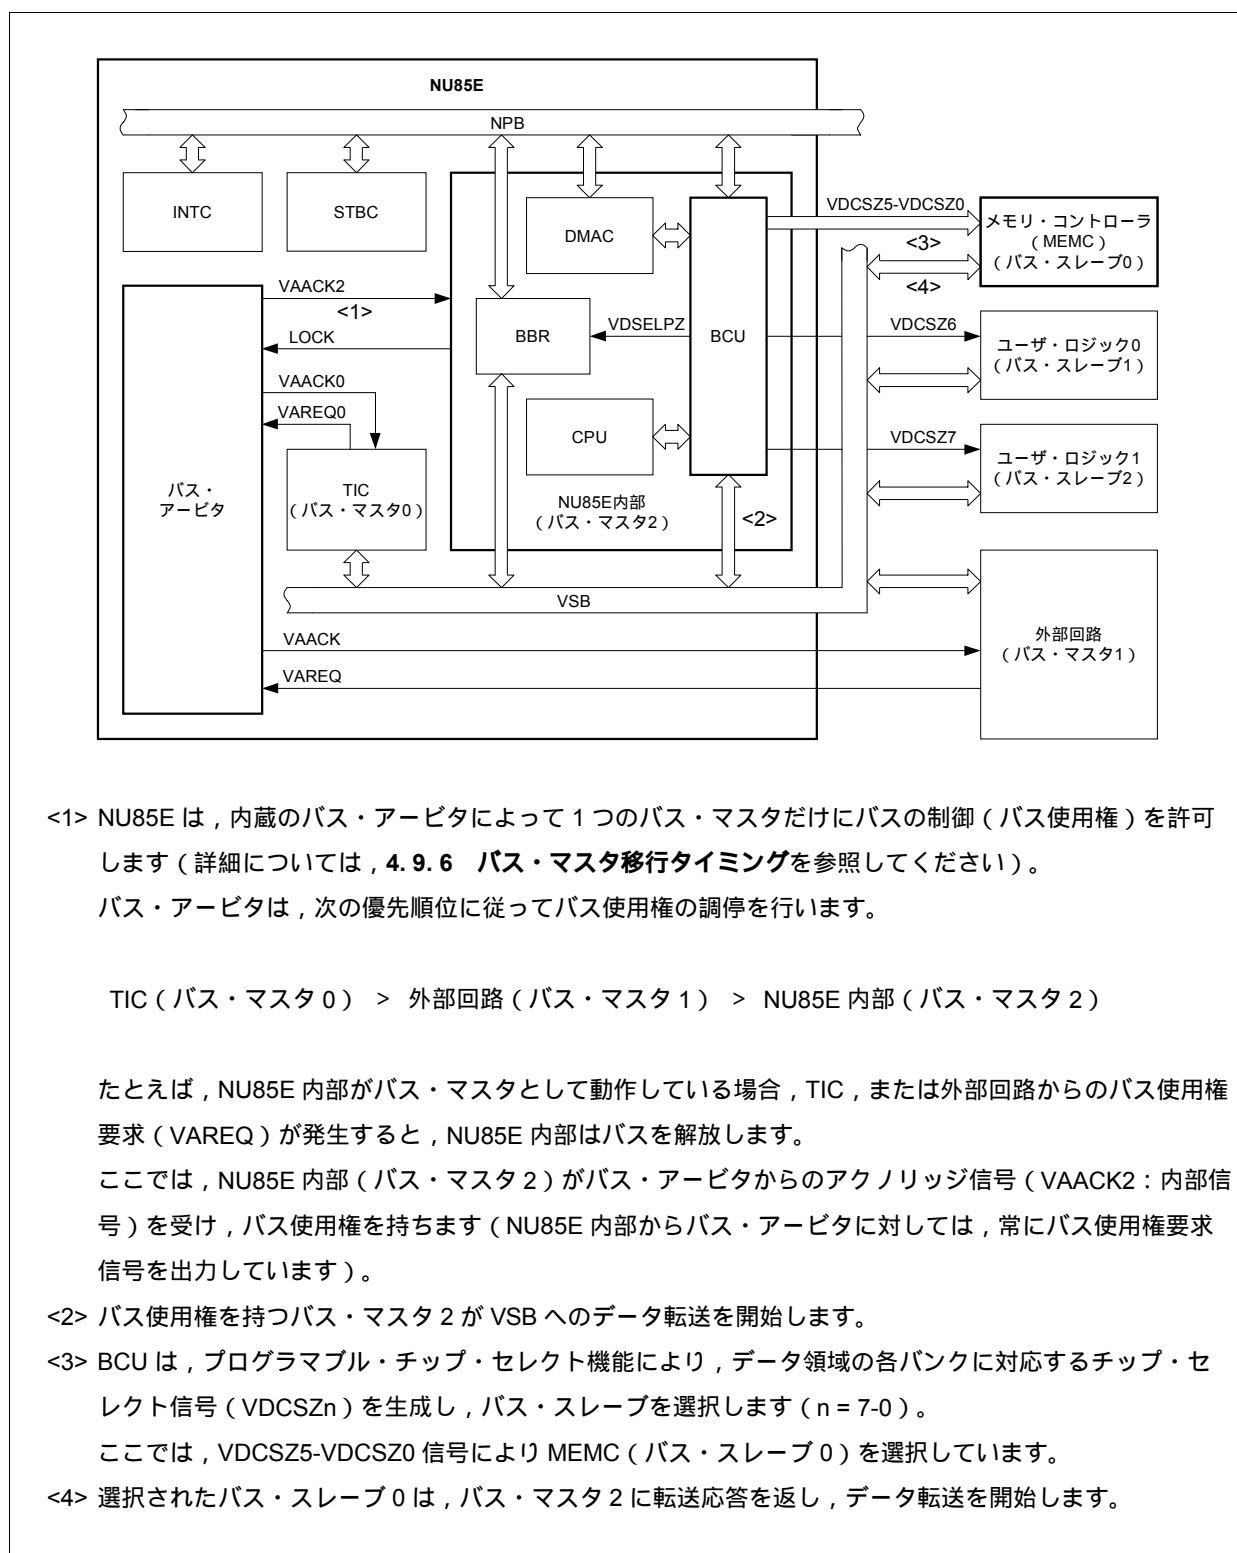 NU85E
NPB
INTC
STBC
DMAC
VDCSZ5-VDCSZ0
<3>
<4>
メモリ・コントローラ
(MEMC)
(バス・スレーブ0)
VAACK2
<1>
LOCK
VAACK0
VAREQ0
BBR
VDSELPZ
BCU
VDCSZ6
ユーザ・ロジック0
(バス・スレーブ1)
CPU
VDCSZ7
ユーザ・ロジック1
(バス・スレーブ2)
バス・
アービタ
TIC
(バス・マスタ0)
NU85E内部
(バス・マスタ2)
<2>
VSB
VAACK
VAREQ
外部回路
(バス・マスタ1)
<1> NU85E は,内蔵のバス・アービタによって 1 つのバス・マスタだけにバスの制御(バス使用権)を許可
します(詳細については,4. 9. 6 バス・マスタ移行タイミングを参照してください)。
バス・アービタは,次の優先順位に従ってバス使用権の調停を行います。
TIC(バス・マスタ 0) > 外部回路(バス・マスタ 1) > NU85E 内部(バス・マスタ 2)
たとえば,NU85E 内部がバス・マスタとして動作している場合,TIC,または外部回路からのバス使用権
要求(VAREQ)が発生すると,NU85E 内部はバスを解放します。
ここでは,NU85E 内部(バス・マスタ 2)がバス・アービタからのアクノリッジ信号(VAACK2:内部信
号)を受け,バス使用権を持ちます(NU85E 内部からバス・アービタに対しては,常にバス使用権要求
信号を出力しています)。
<2> バス使用権を持つバス・マスタ 2 が VSB へのデータ転送を開始します。
<3> BCU は,プログラマブル・チップ・セレクト機能により,データ領域の各バンクに対応するチップ・セ
レクト信号(VDCSZn)を生成し,バス・スレーブを選択します(n = 7-0)。
ここでは,VDCSZ5-VDCSZ0 信号により MEMC(バス・スレーブ 0)を選択しています。
<4> 選択されたバス・スレーブ 0 は,バス・マスタ 2 に転送応答を返し,データ転送を開始します。